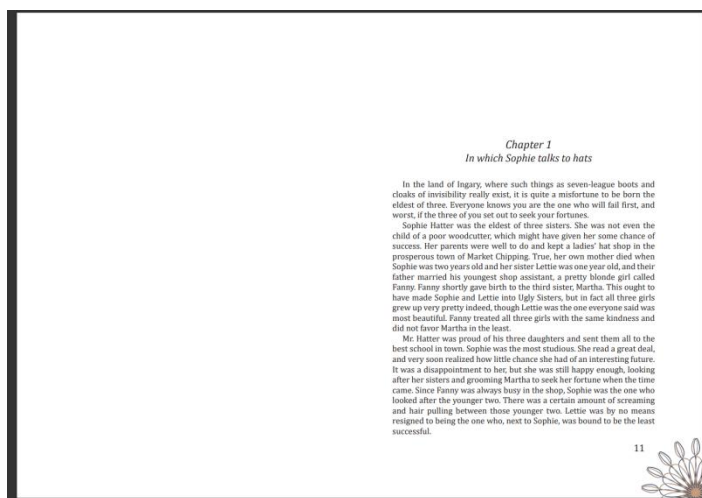 Chapter 1
In which Sophie talks to hats
In the land of Ingary, where such things as seven-league boots and
cloaks of invisibility really exist, it is quite a misfortune to be born the
eldest of three. Everyone knows you are the one who will fail first, and
worst, if the three of you set out to seek your fortunes.
Sophie Hatter was the eldest of three sisters. She was not even the
child of a poor woodcutter, which might have given her some chance of
success. Her parents were well to do and kept a ladies' hat shop in the
prosperous town of Market Chipping. True, her own mother died when
Sophie was two years old and her sister Lettie was one year old, and their
father married his youngest shop assistant, a pretty blonde girl called
Fanny. Fanny shortly gave birth to the third sister, Martha. This ought to
have made Sophie and Lettie into Ugly Sisters, but in fact all three girls
grew up very pretty indeed, though Lettie was the one everyone said was
most beautiful. Fanny treated all three girls with the same kindness and
did not favor Martha in the least.
Mr. Hatter was proud of his three daughters and sent them all to the
best school in town. Sophie was the most studious. She read a great deal,
and very soon realized how little chance she had of an interesting future.
It was a disappointment to her, but she was still happy enough, looking
after her sisters and grooming Martha to seek her fortune when the time
came. Since Fanny was always busy in the shop, Sophie was the one who
looked after the younger two. There was a certain amount of screaming
and hair pulling between those younger two. Lettie was by no means
resigned to being the one who, next to Sophie, was bound to be the least
successful.
11